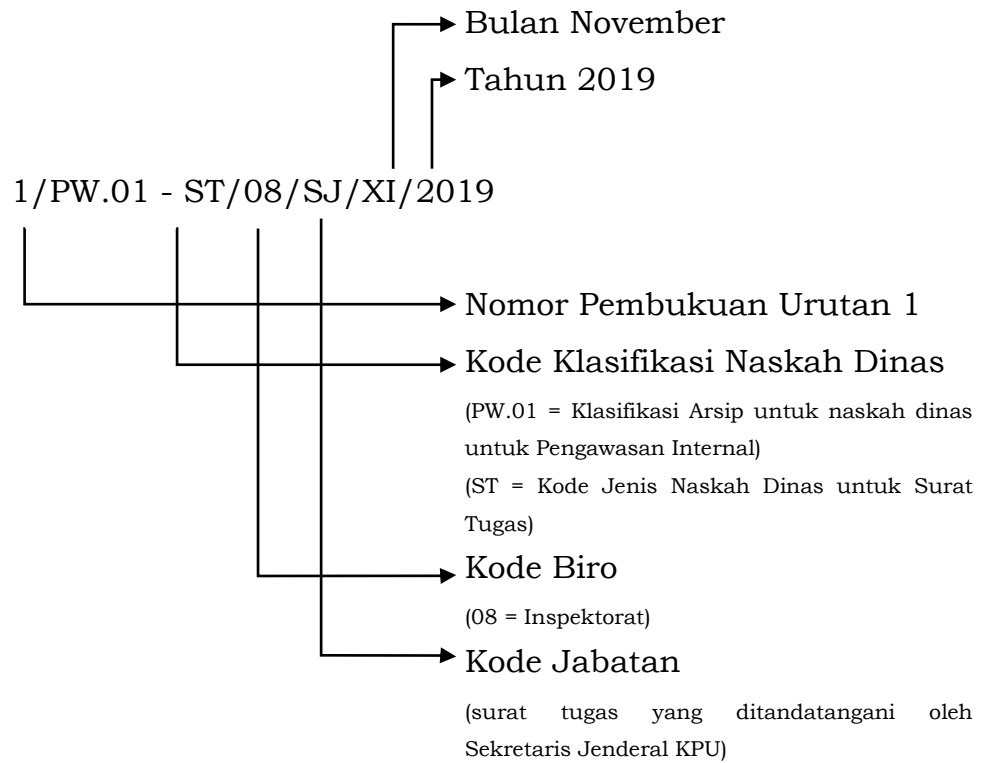 Bulan November
Tahun 2019
1/PW.01 - ST/08/SJ/XI/2019
Nomor Pembukuan Urutan 1
Kode Klasifikasi Naskah Dinas
(PW.01 = Klasifikasi Arsip untuk naskah dinas
untuk Pengawasan Internal)
(ST = Kode Jenis Naskah Dinas untuk Surat
Tugas)
Kode Biro
(08 = Inspektorat)
Kode Jabatan
(surat tugas yang ditandatangani oleh
Sekretaris Jenderal KPU)